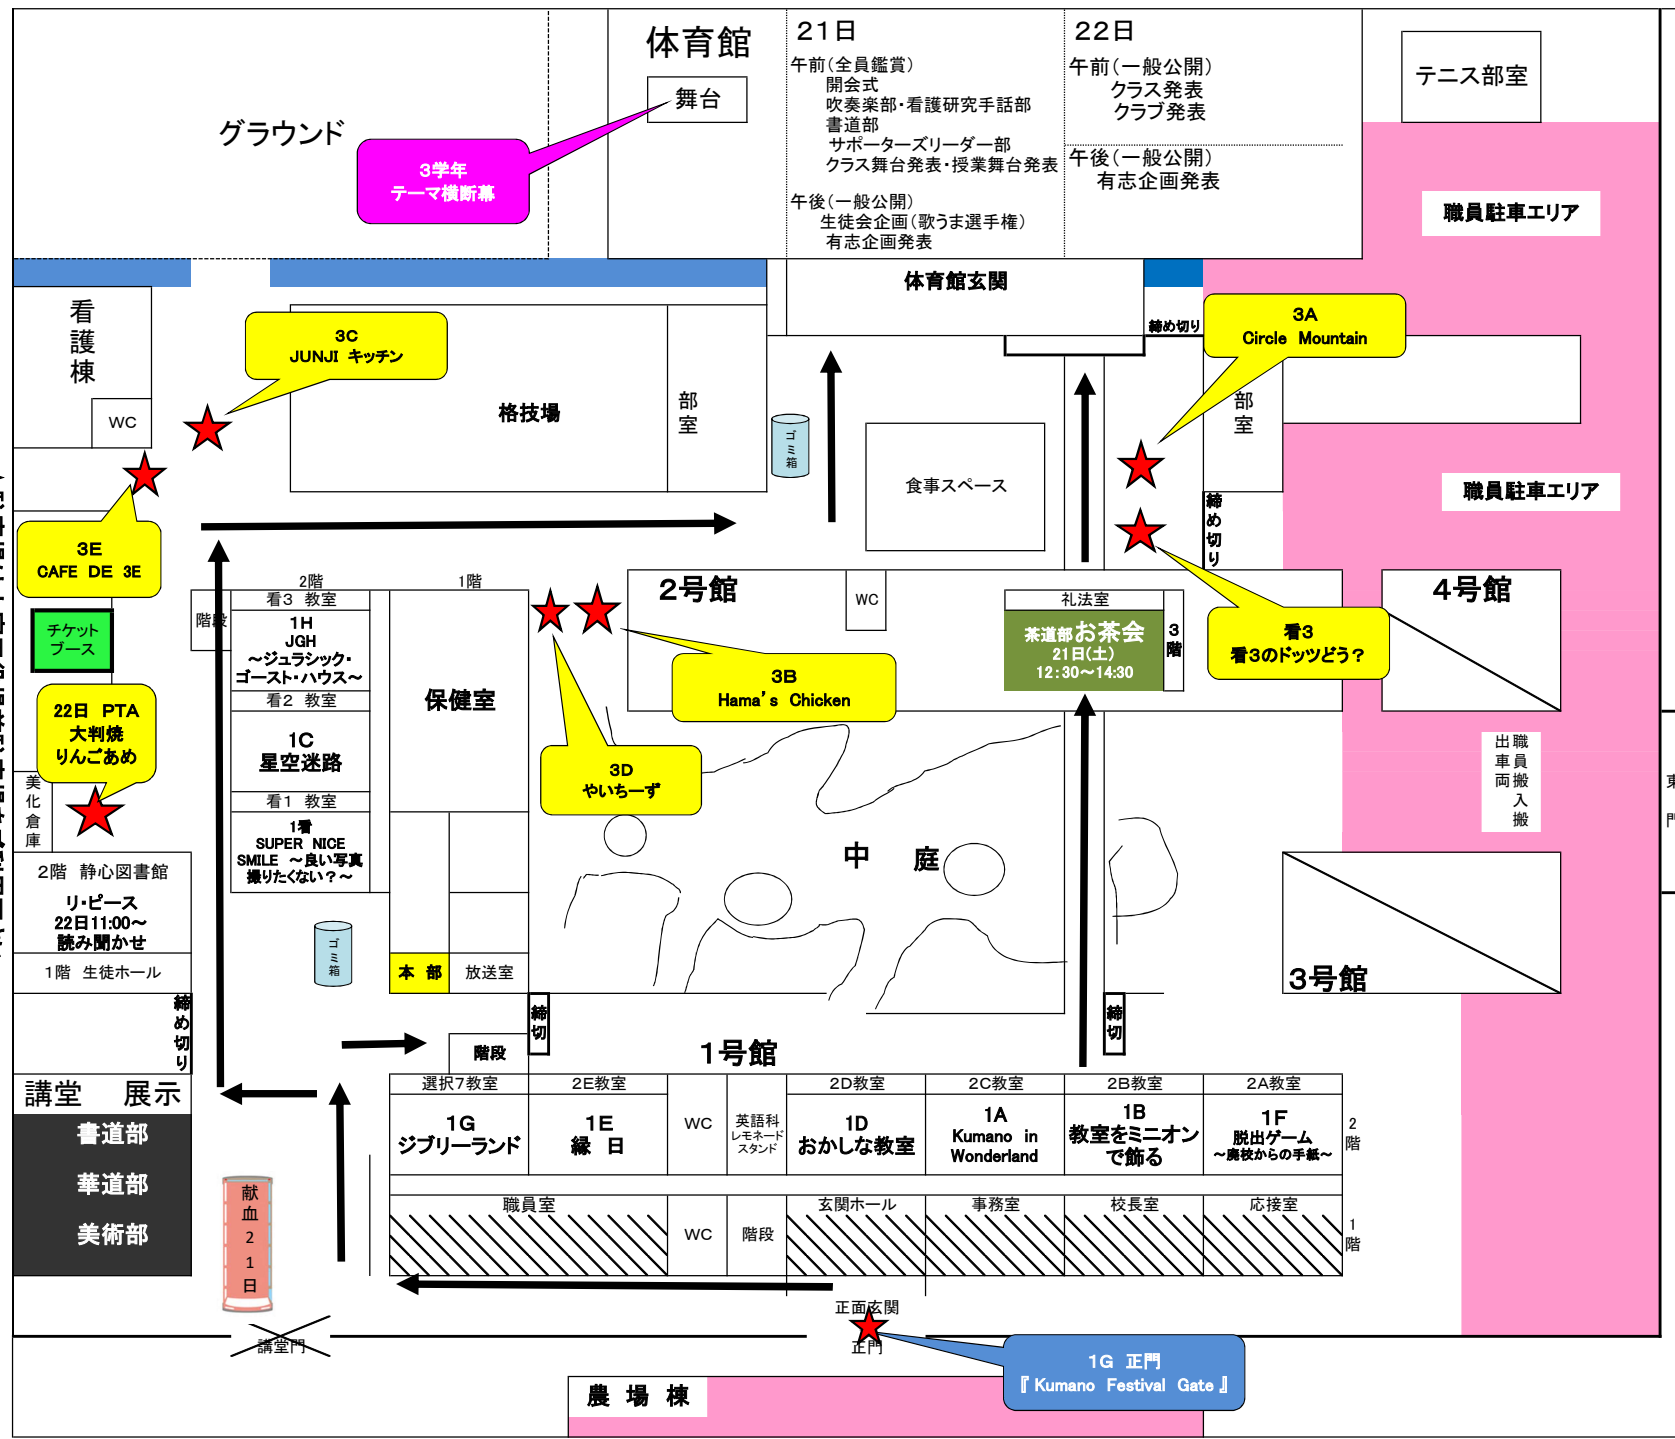 体育館
舞台
グラウンド
3学年
テーマ横断幕
21日
午前(全員鑑賞)
開会式
吹奏楽部・看護研究手話部
書道部
サポーターズリーダー部
クラス舞台発表・授業舞台発表
午後(一般公開)
生徒会企画(歌うま選手権)
有志企画発表
22日
午前(一般公開)
クラス発表
クラブ発表
午後(一般公開)
有志企画発表
テニス部室
職員駐車エリア
体育館玄関
締め切り
3A
Circle Mountain
看護棟
WC
3C
JUNJI キッチン
格技場
部室
ゴミ箱
食事スペース
部室
職員駐車エリア
締め切り
3E
CAFE DE 3E
チケット
ブース
22日 PTA
大判焼
りんごあめ
美化倉庫
2階
1階
階段
看3 教室
1H
JGH
~ジュラシック・
ゴースト・ハウス~
看2 教室
1C
星空迷路
看1 教室
1看
SUPER NICE
SMILE ~良い写真
撮りたくない?~
保健室
2号館
WC
礼法室
茶道部お茶会
21日(土)
12:30~14:30
3階
看3
看3のドッツどう?
4号館
3B
Hama's Chicken
3D
やいちーず
中 庭
職員搬入搬
出車両
東
門
2階 静心図書館
リ・ピース
22日11:00~
読み聞かせ
1階 生徒ホール
ゴミ箱
本 部
放送室
3号館
締め切り
締切
締切
階段
1号館
講堂 展示
書道部
華道部
美術部
選択7教室
1G
ジブリーランド
2E教室
1E
縁 日
WC
英語科
レモネード
スタンド
2D教室
1D
おかしな教室
2C教室
1A
Kumano in
Wonderland
2B教室
1B
教室をミニオン
で飾る
2A教室
1F
脱出ゲーム
~廃校からの手紙~
2階
献血21日
職員室
WC
階段
玄関ホール
事務室
校長室
応接室
1階
講堂門
正面玄関
正門
1G 正門
『 Kumano Festival Gate 』
農 場 棟